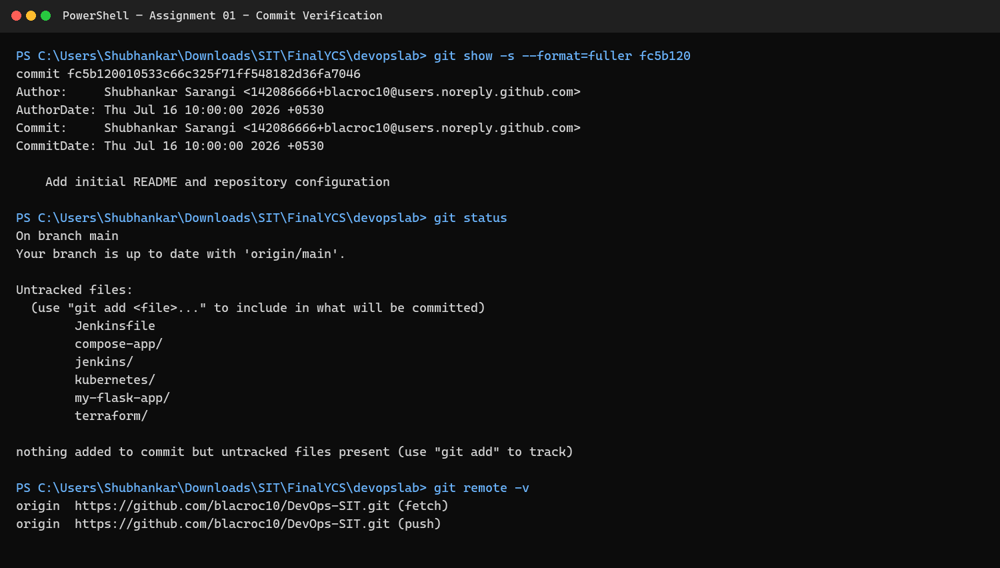 PowerShell — Assignment 01 - Commit Verification
PS C:\Users\Shubhankar\Downloads\SIT\FinalYCS\devopslab> git show -s --format=fuller fc5b120
commit fc5b120010533c66c325f71ff548182d36fa7046
Author:     Shubhankar Sarangi <142086666+blacroc10@users.noreply.github.com>
AuthorDate: Thu Jul 16 10:00:00 2026 +0530
Commit:     Shubhankar Sarangi <142086666+blacroc10@users.noreply.github.com>
CommitDate: Thu Jul 16 10:00:00 2026 +0530
    Add initial README and repository configuration
PS C:\Users\Shubhankar\Downloads\SIT\FinalYCS\devopslab> git status
On branch main
Your branch is up to date with 'origin/main'.
Untracked files:
  (use "git add <file>..." to include in what will be committed)
        Jenkinsfile
        compose-app/
        jenkins/
        kubernetes/
        my-flask-app/
        terraform/
nothing added to commit but untracked files present (use "git add" to track)
PS C:\Users\Shubhankar\Downloads\SIT\FinalYCS\devopslab> git remote -v
origin  https://github.com/blacroc10/DevOps-SIT.git (fetch)
origin  https://github.com/blacroc10/DevOps-SIT.git (push)